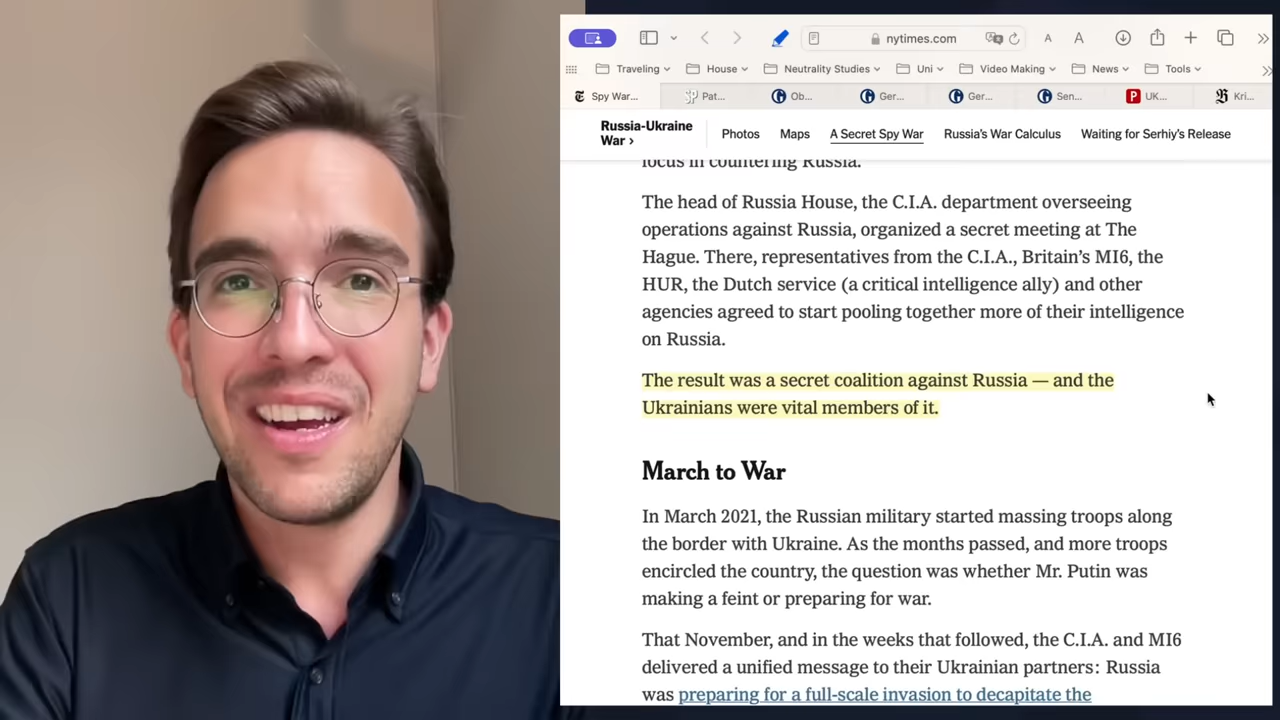 nytimes.com
A
A
Traveling
House
Neutrality Studies
Uni
Video Making
News
Tools
Spy War...
Pat...
Ob...
Ger...
Ger...
Sen...
UK...
Kri...
Russia-Ukraine
War ›
Photos
Maps
A Secret Spy War
Russia’s War Calculus
Waiting for Serhiy’s Release
focus in countering Russia.
The head of Russia House, the C.I.A. department overseeing
operations against Russia, organized a secret meeting at The
Hague. There, representatives from the C.I.A., Britain’s MI6, the
HUR, the Dutch service (a critical intelligence ally) and other
agencies agreed to start pooling together more of their intelligence
on Russia.
The result was a secret coalition against Russia — and the
Ukrainians were vital members of it.
March to War
In March 2021, the Russian military started massing troops along
the border with Ukraine. As the months passed, and more troops
encircled the country, the question was whether Mr. Putin was
making a feint or preparing for war.
That November, and in the weeks that followed, the C.I.A. and MI6
delivered a unified message to their Ukrainian partners: Russia
was preparing for a full-scale invasion to decapitate the